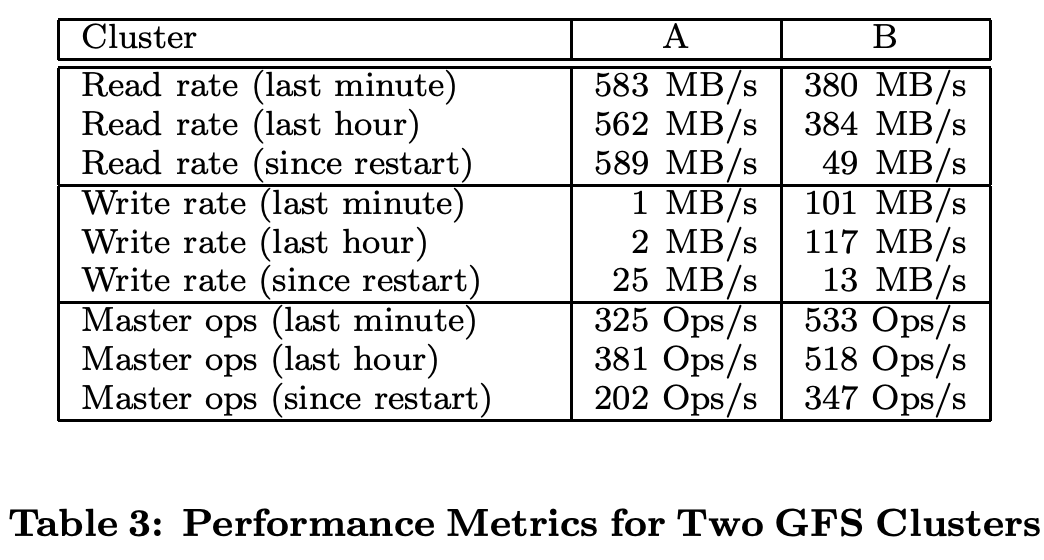 Cluster A B
Read rate (last minute) 583 MB/s 380 MB/s
Read rate (last hour) 562 MB/s 384 MB/s
Read rate (since restart) 589 MB/s 49 MB/s
Write rate (last minute) 1 MB/s 101 MB/s
Write rate (last hour) 2 MB/s 117 MB/s
Write rate (since restart) 25 MB/s 13 MB/s
Master ops (last minute) 325 Ops/s 533 Ops/s
Master ops (last hour) 381 Ops/s 518 Ops/s
Master ops (since restart) 202 Ops/s 347 Ops/s
Table 3: Performance Metrics for Two GFS Clusters